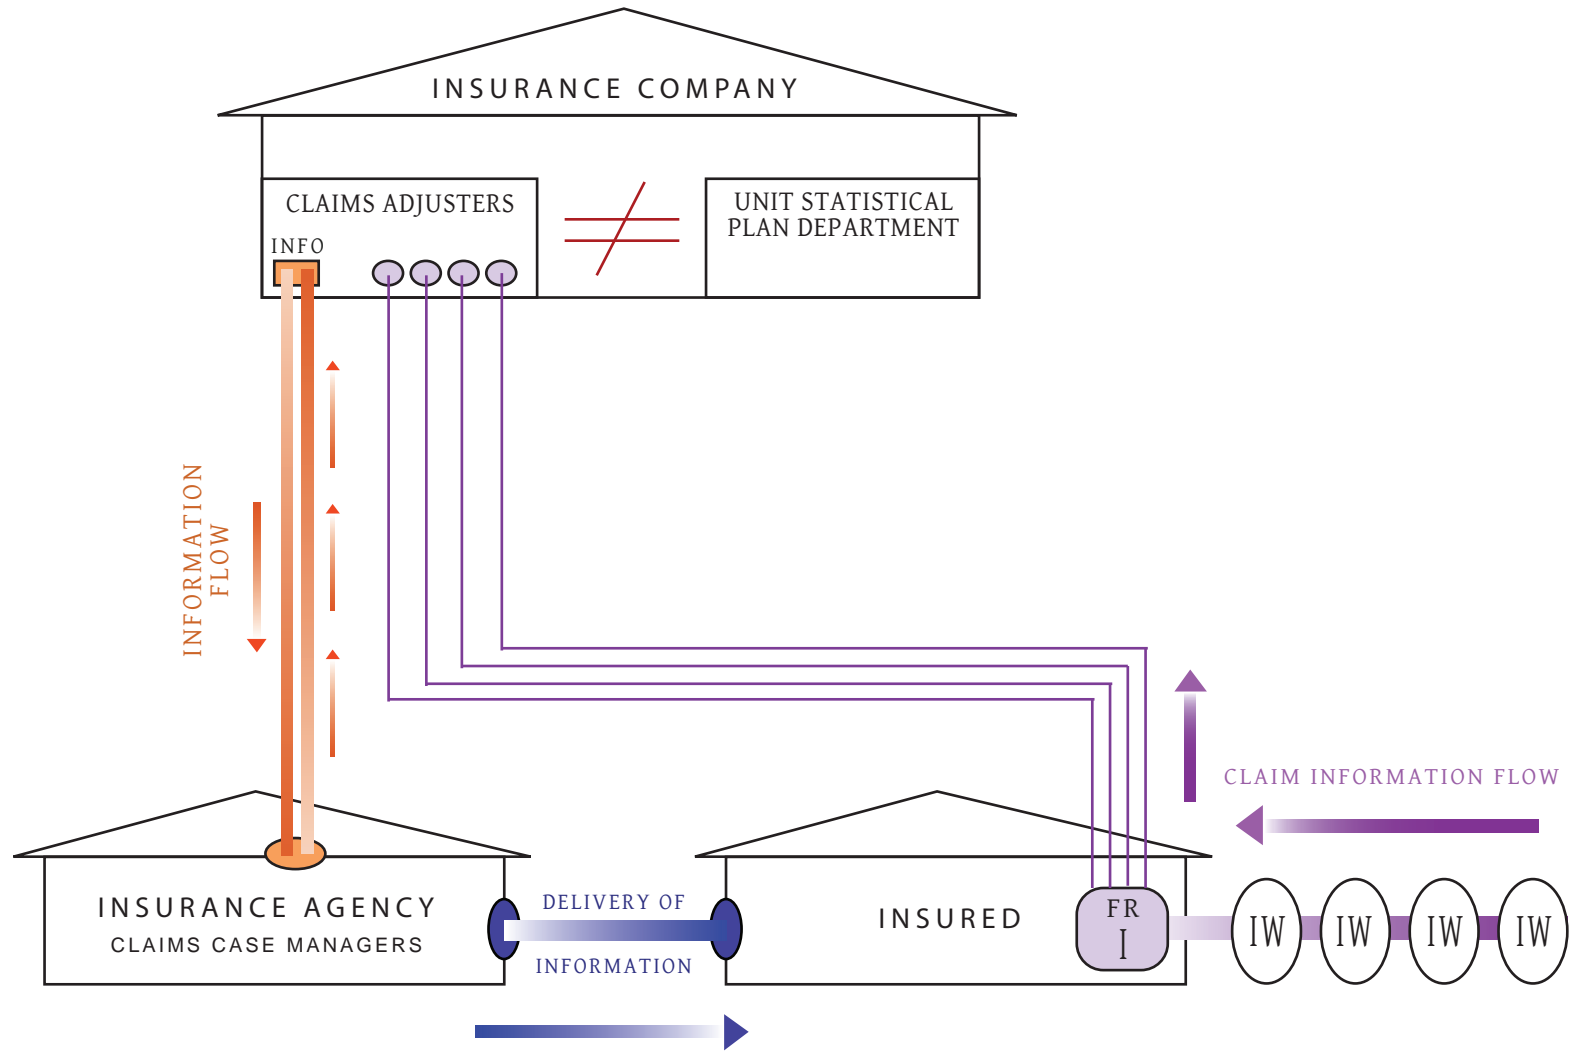 INSURANCE COMPANY
CLAIMS ADJUSTERS
INFO
UNIT STATISTICAL
PLAN DEPARTMENT
INFORMATION
FLOW
CLAIM INFORMATION FLOW
INSURANCE AGENCY
CLAIMS CASE MANAGERS
DELIVERY OF
INFORMATION
INSURED
FR
I
IW
IW
IW
IW